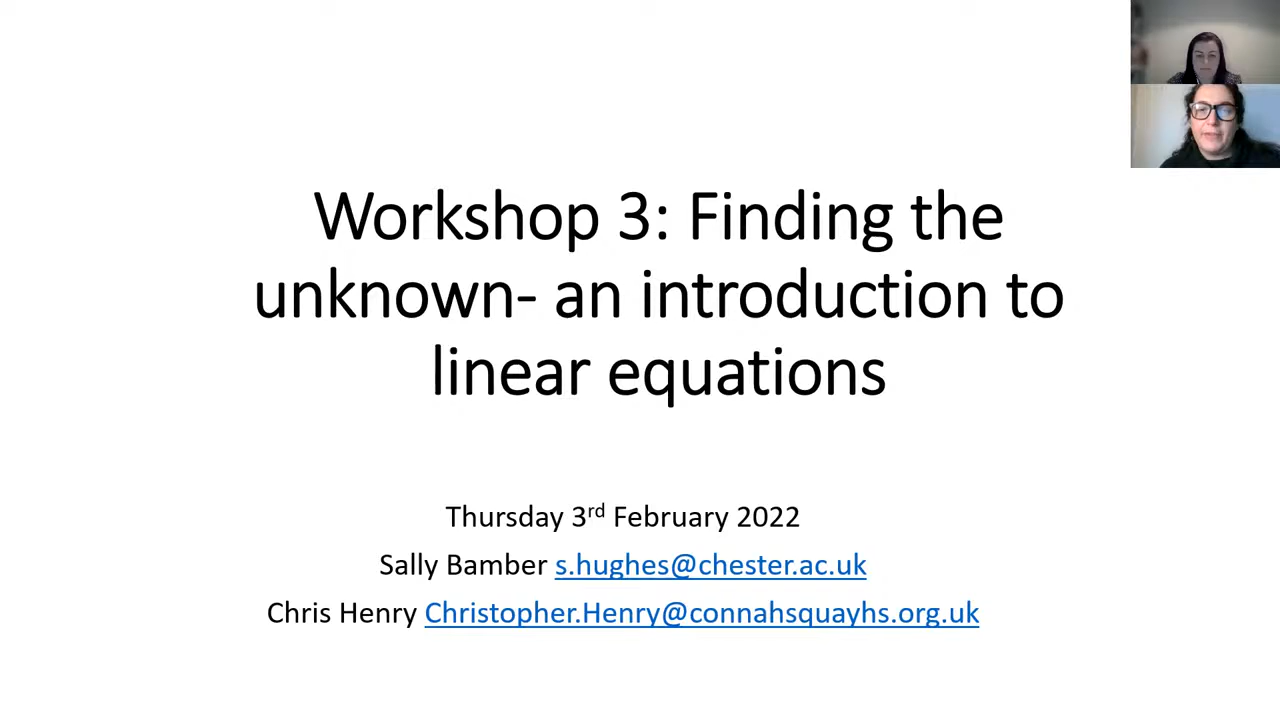 Workshop 3: Finding the
unknown- an introduction to
linear equations
Thursday 3rd February 2022
Sally Bamber s.hughes@chester.ac.uk
Chris Henry Christopher.Henry@connahsquayhs.org.uk